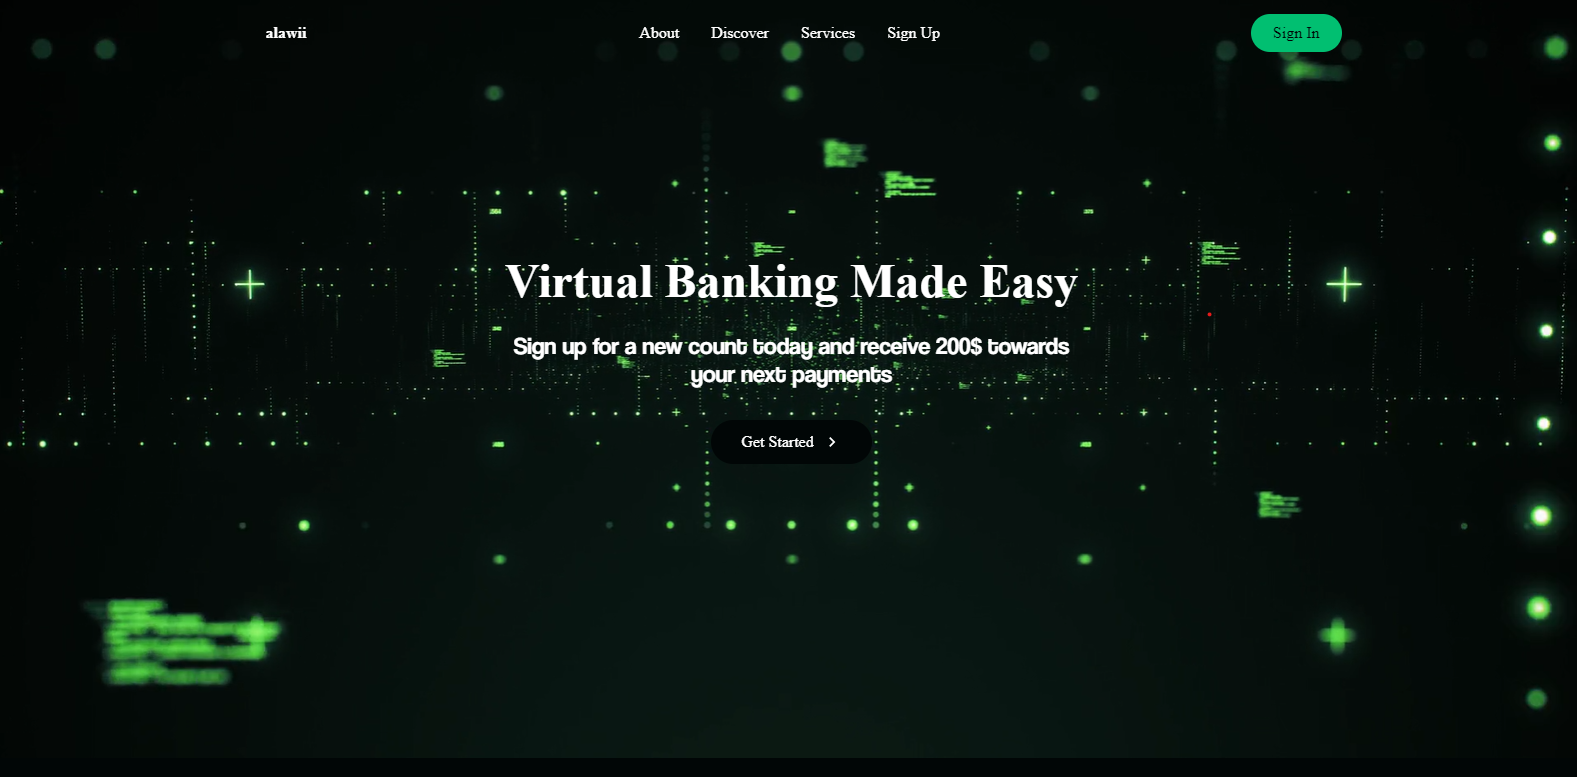 alawii
About
Discover
Services
Sign Up
Sign In
Virtual Banking Made Easy
Sign up for a new count today and receive 200$ towards
your next payments
Get Started